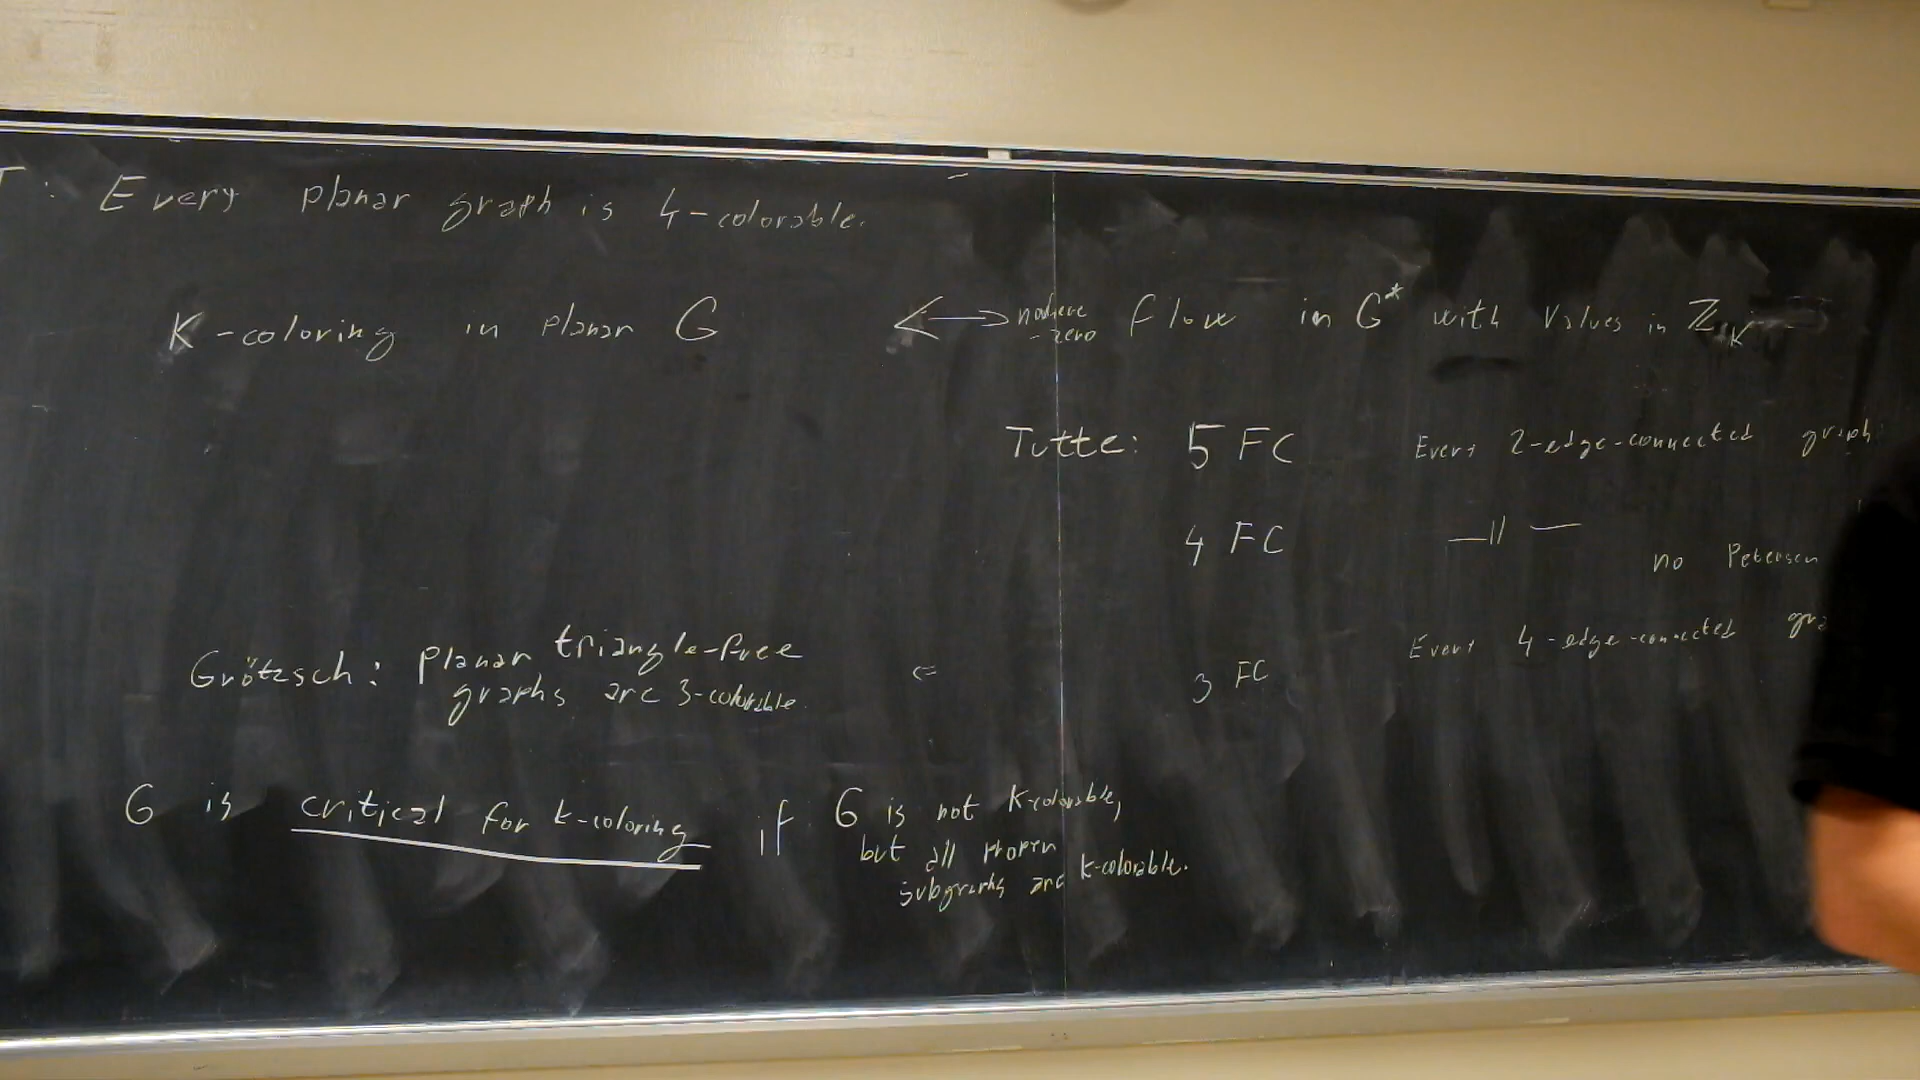 T: Every planar graph is 4-colorable.
K-coloring in planar G ⟷ nowhere-zero flow in G* with values in ℤ_K
Tutte: 5 FC Every 2-edge-connected graph
4 FC —||— no Petersen
Grötzsch: planar triangle-free
graphs are 3-colorable.
⇐ 3 FC Every 4-edge-connected
G is critical for k-coloring if G is not K-colorable,
but all proper
subgraphs are k-colorable.